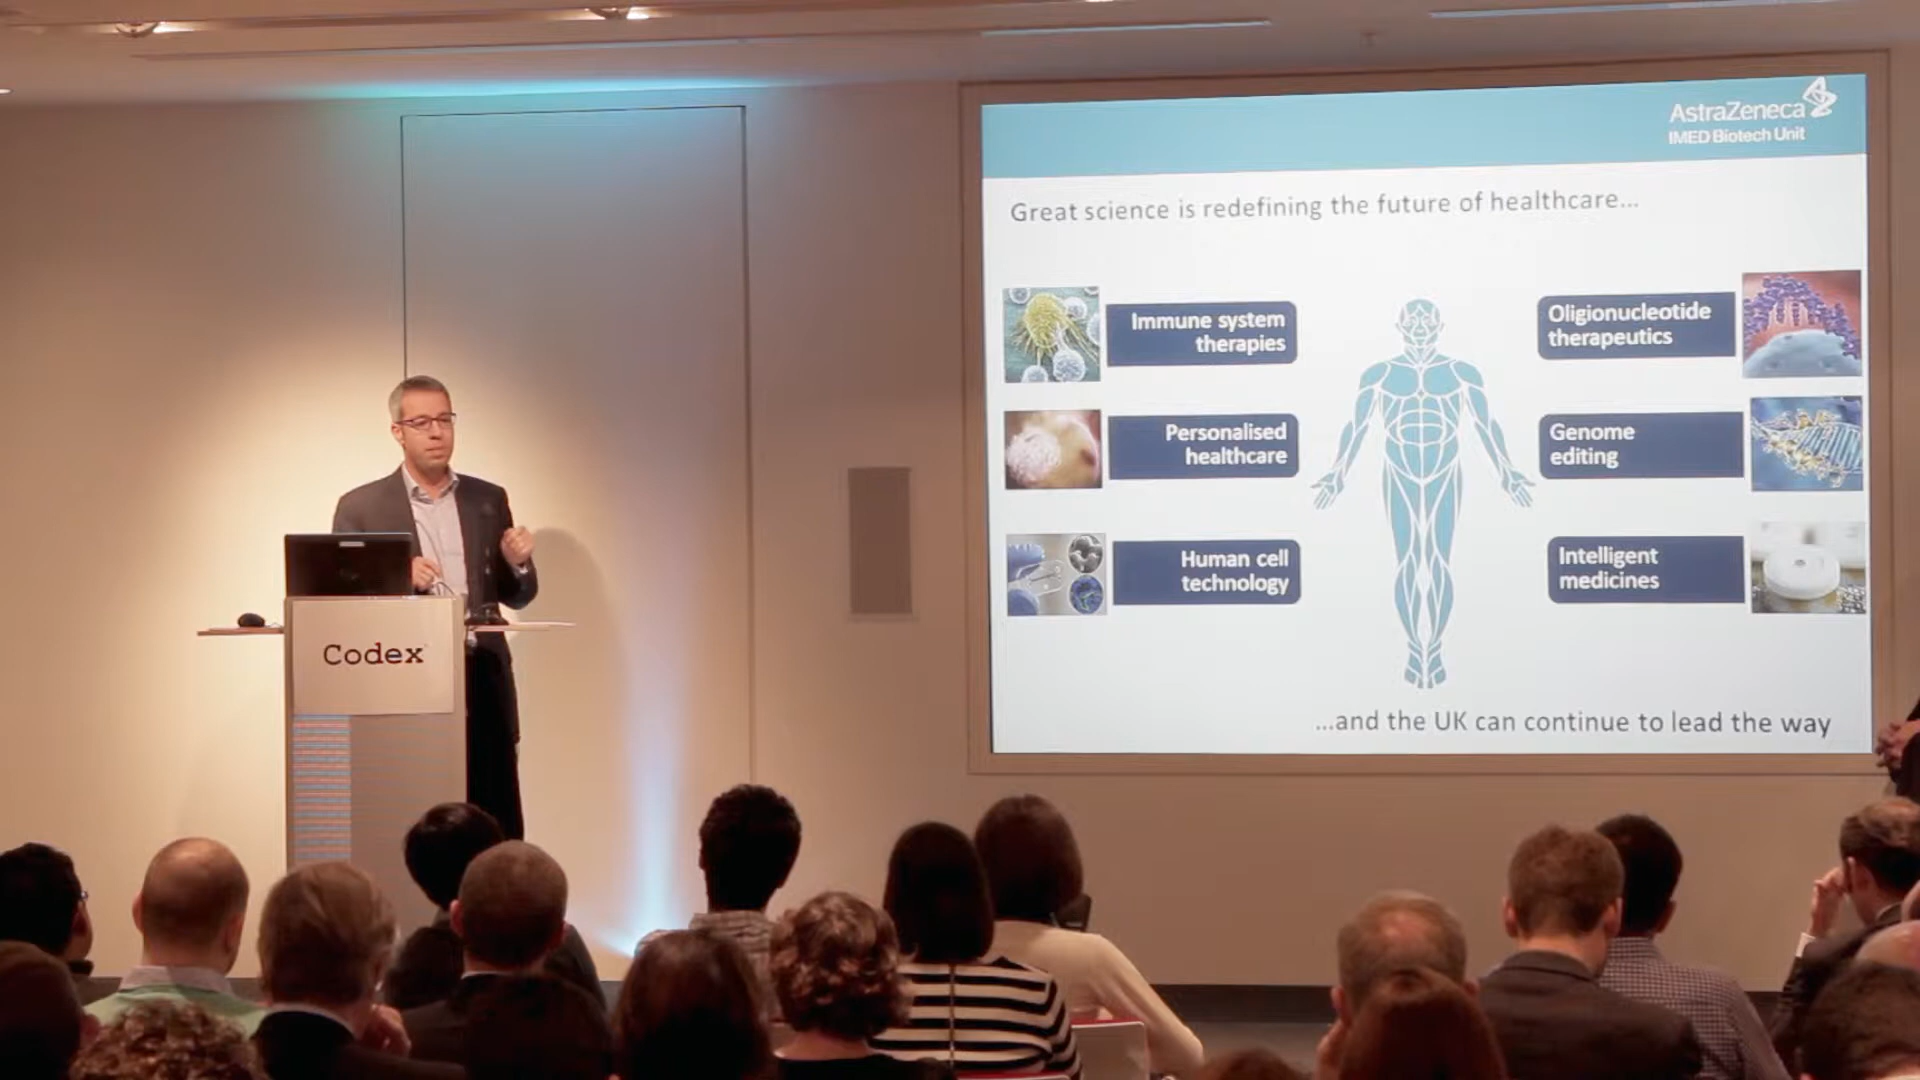 AstraZeneca
IMED Biotech Unit
Great science is redefining the future of healthcare...
Immune system
therapies
Oligionucleotide
therapeutics
Personalised
healthcare
Genome
editing
Human cell
technology
Intelligent
medicines
...and the UK can continue to lead the way
Codex